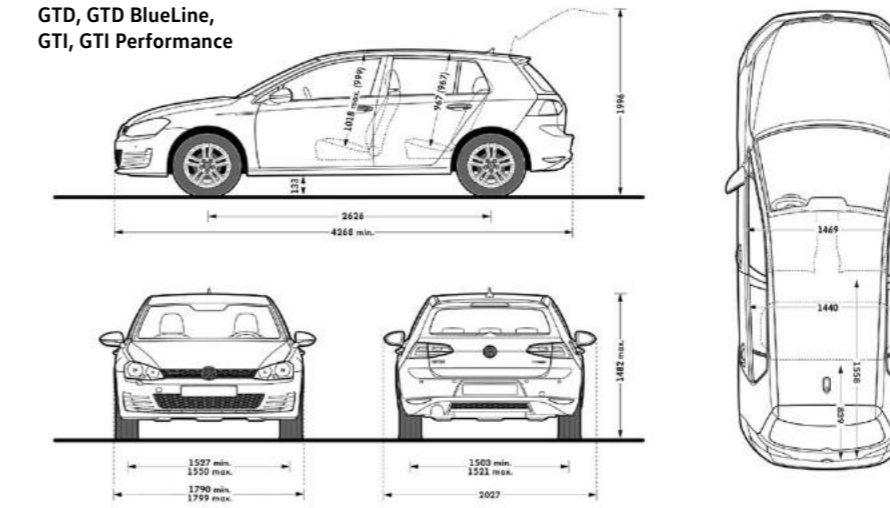 GTD, GTD BlueLine,
GTI, GTI Performance
1018 max. (999)
967 (967)
1996
133
2626
4268 min.
1469
1440
1558
839
1482 max.
1527 min.
1550 max.
1503 min.
1521 max.
1790 min.
1799 max.
2027